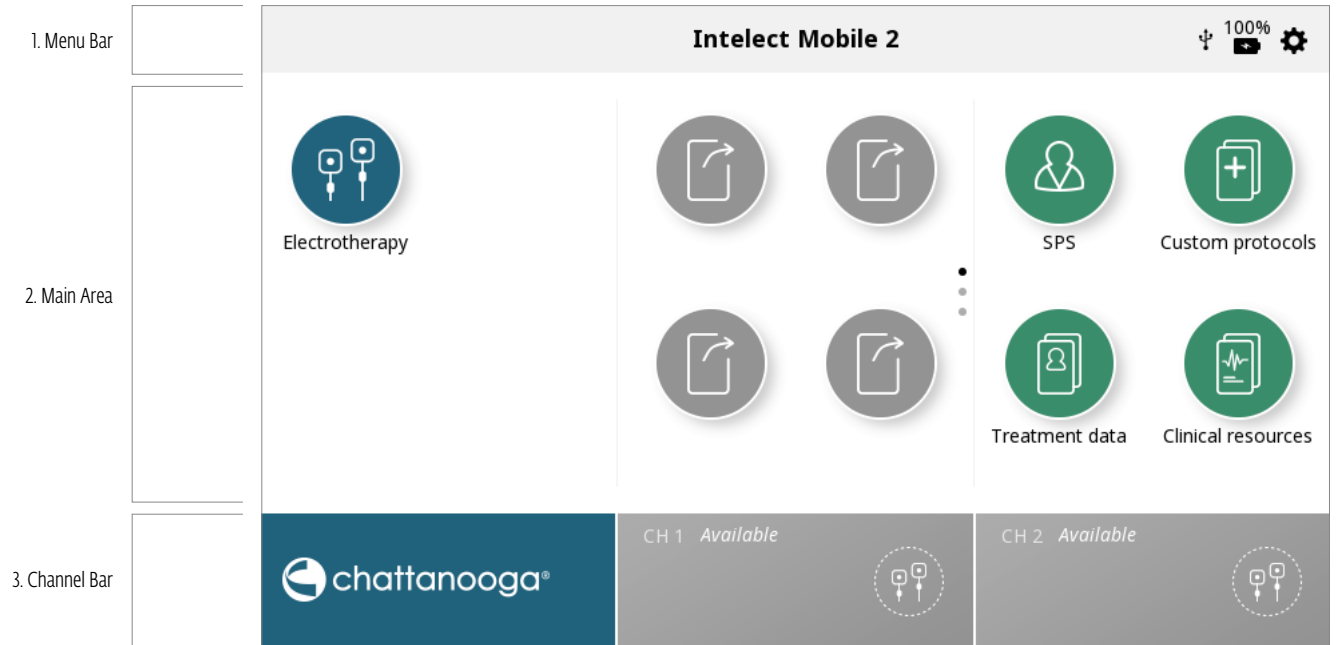 1. Menu Bar
Intelect Mobile 2
100%
2. Main Area
Electrotherapy
SPS
Custom protocols
Treatment data
Clinical resources
3. Channel Bar
chattanooga®
CH 1 Available
CH 2 Available